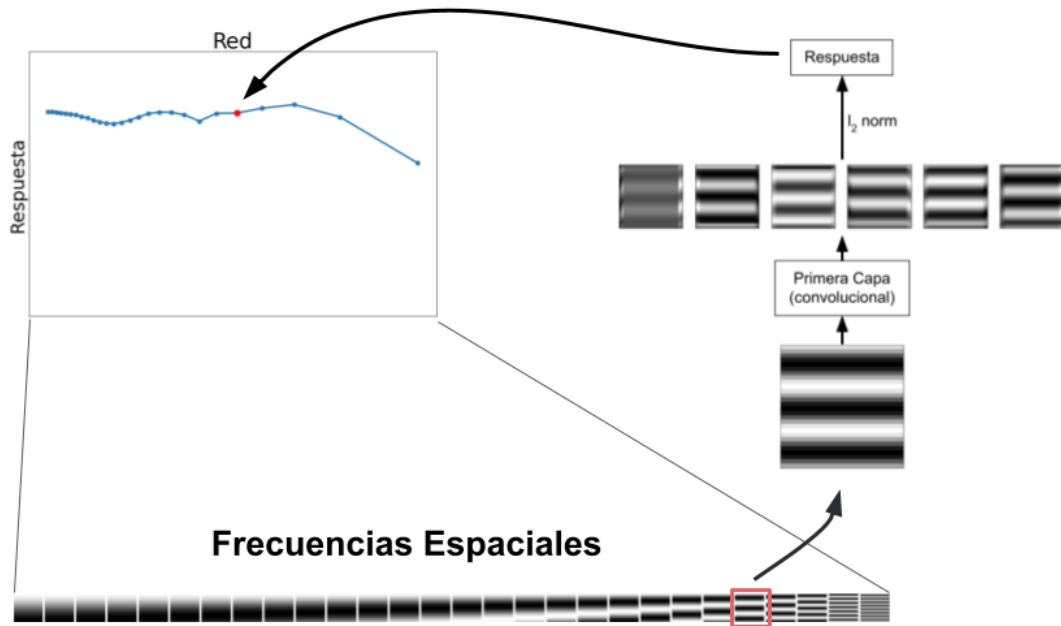 Red
Respuesta
Respuesta
l₂ norm
Primera Capa
(convolucional)
Frecuencias Espaciales